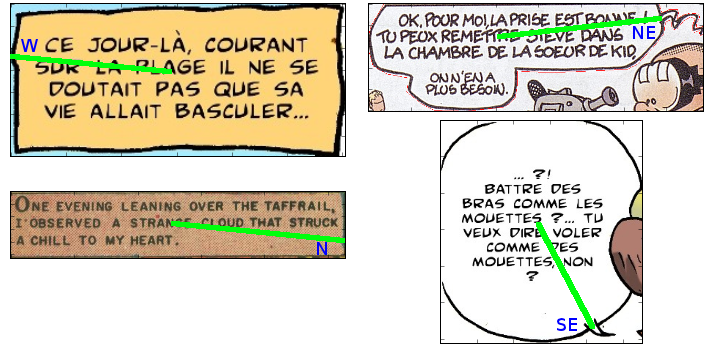 W
CE JOUR-LÀ, COURANT
SUR LA PLAGE IL NE SE
DOUTAIT PAS QUE SA
VIE ALLAIT BASCULER...
OK, POUR MOI, LA PRISE EST BONNE !
TU PEUX REMETTRE STEVE DANS
LA CHAMBRE DE LA SOEUR DE KID,
ON N'EN A
PLUS BESOIN.
NE
ONE EVENING LEANING OVER THE TAFFRAIL,
I OBSERVED A STRANGE CLOUD THAT STRUCK
A CHILL TO MY HEART.
N
... ?!
BATTRE DES
BRAS COMME LES
MOUETTES ?... TU
VEUX DIRE VOLER
COMME DES
MOUETTES, NON
?
SE